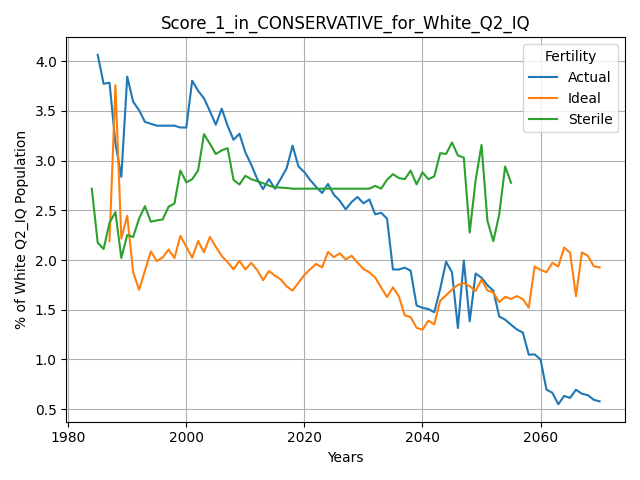 Score_1_in_CONSERVATIVE_for_White_Q2_IQ
Fertility
Actual
Ideal
Sterile
% of White Q2_IQ Population
4.0
3.5
3.0
2.5
2.0
1.5
1.0
0.5
1980
2000
2020
2040
2060
Years